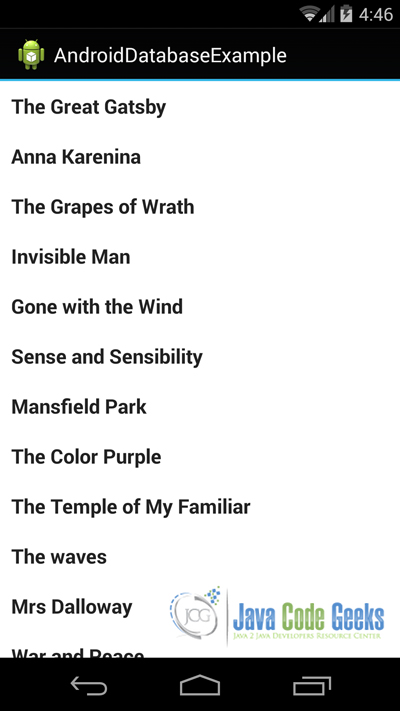 4:46
AndroidDatabaseExample
The Great Gatsby
Anna Karenina
The Grapes of Wrath
Invisible Man
Gone with the Wind
Sense and Sensibility
Mansfield Park
The Color Purple
The Temple of My Familiar
The waves
Mrs Dalloway
JCG
Java Code Geeks
Java 2 Java Developers Resource Center
War and Peace